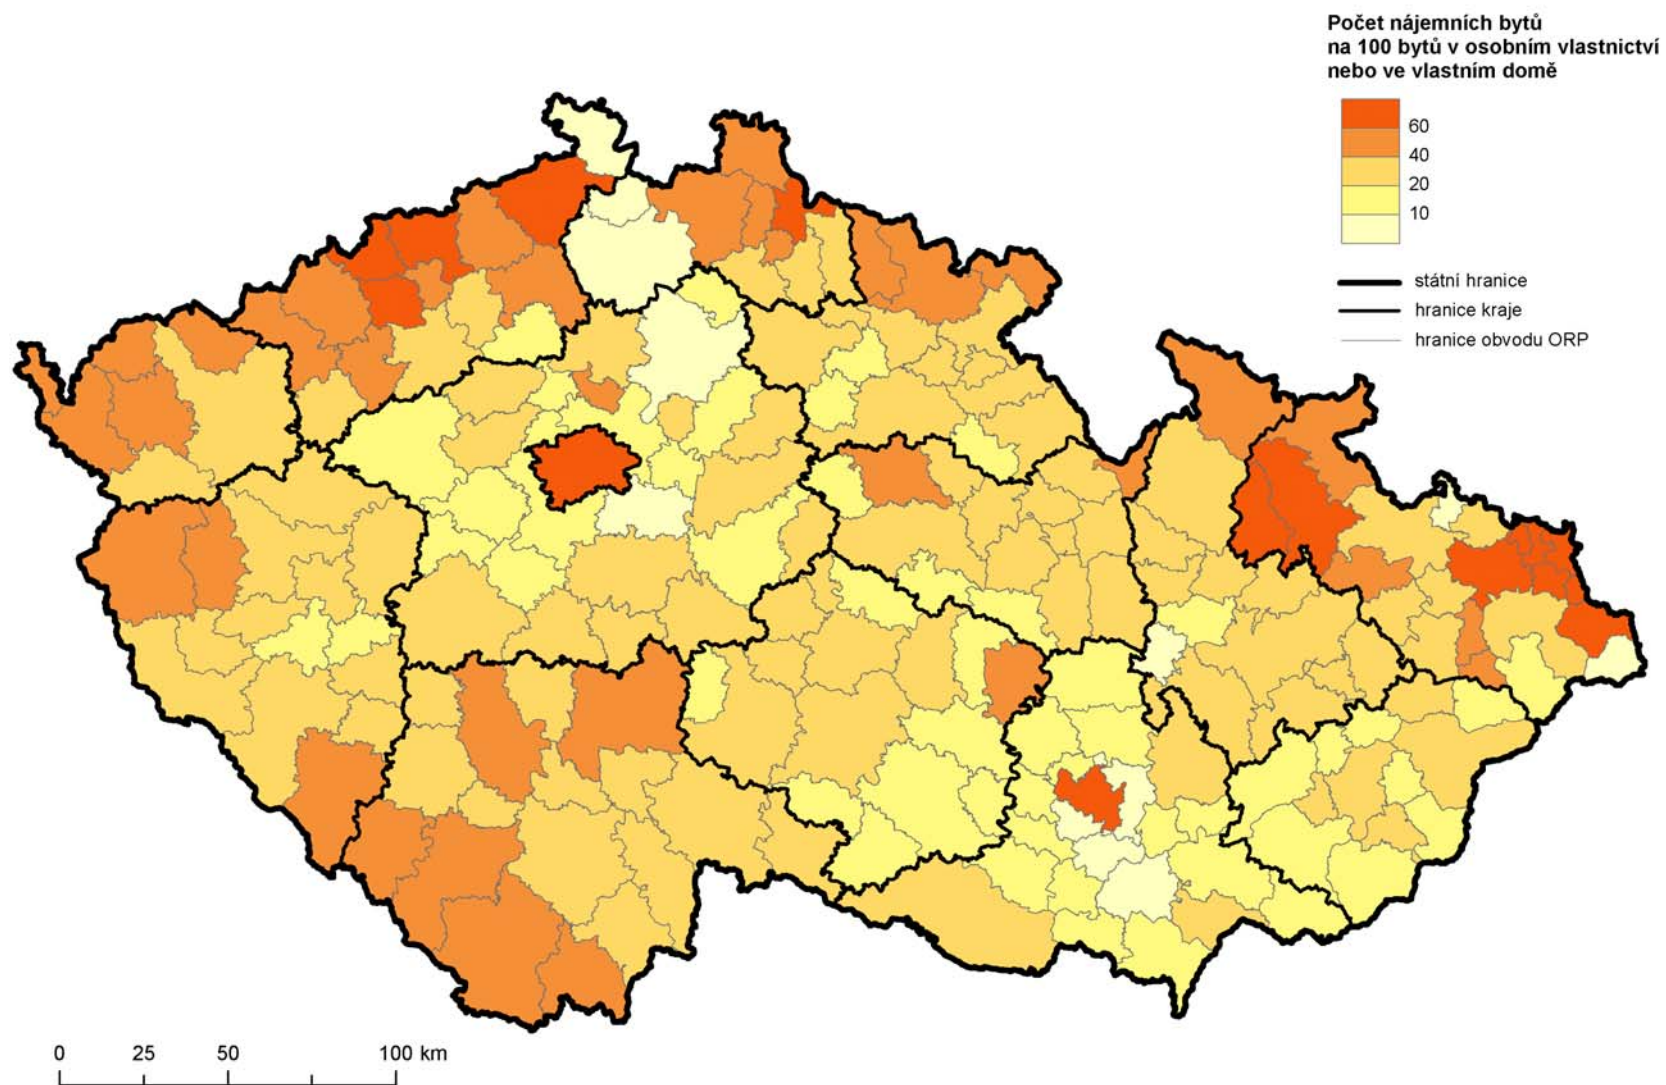 Počet nájemních bytů
na 100 bytů v osobním vlastnictví
nebo ve vlastním domě
60
40
20
10
státní hranice
hranice kraje
hranice obvodu ORP
0 25 50 100 km